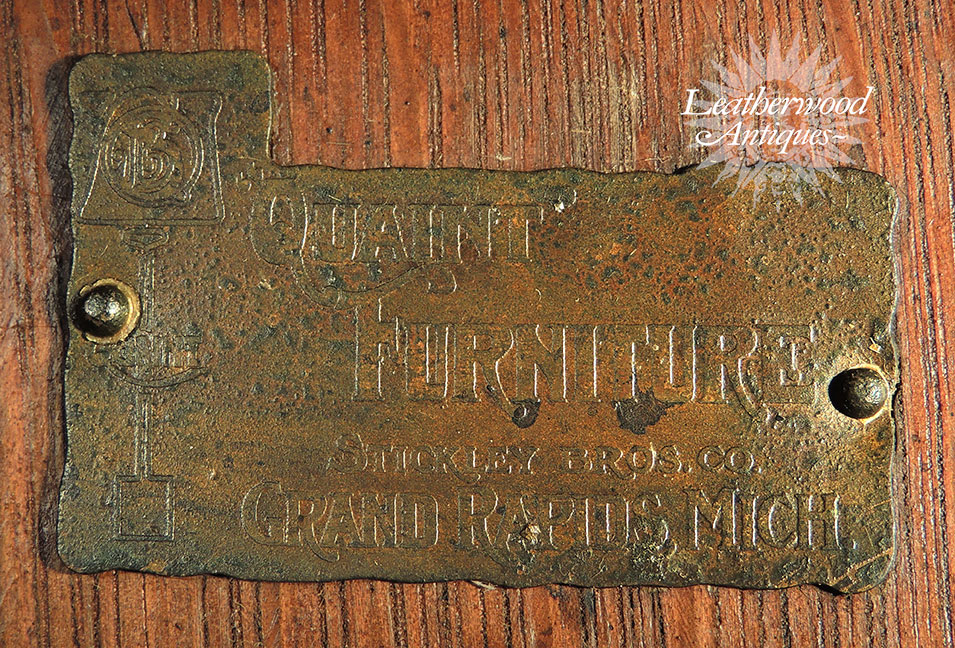 Leatherwood
Antiques
QUAINT
FURNITURE
STICKLEY BROS. CO.
GRAND RAPIDS, MICH.